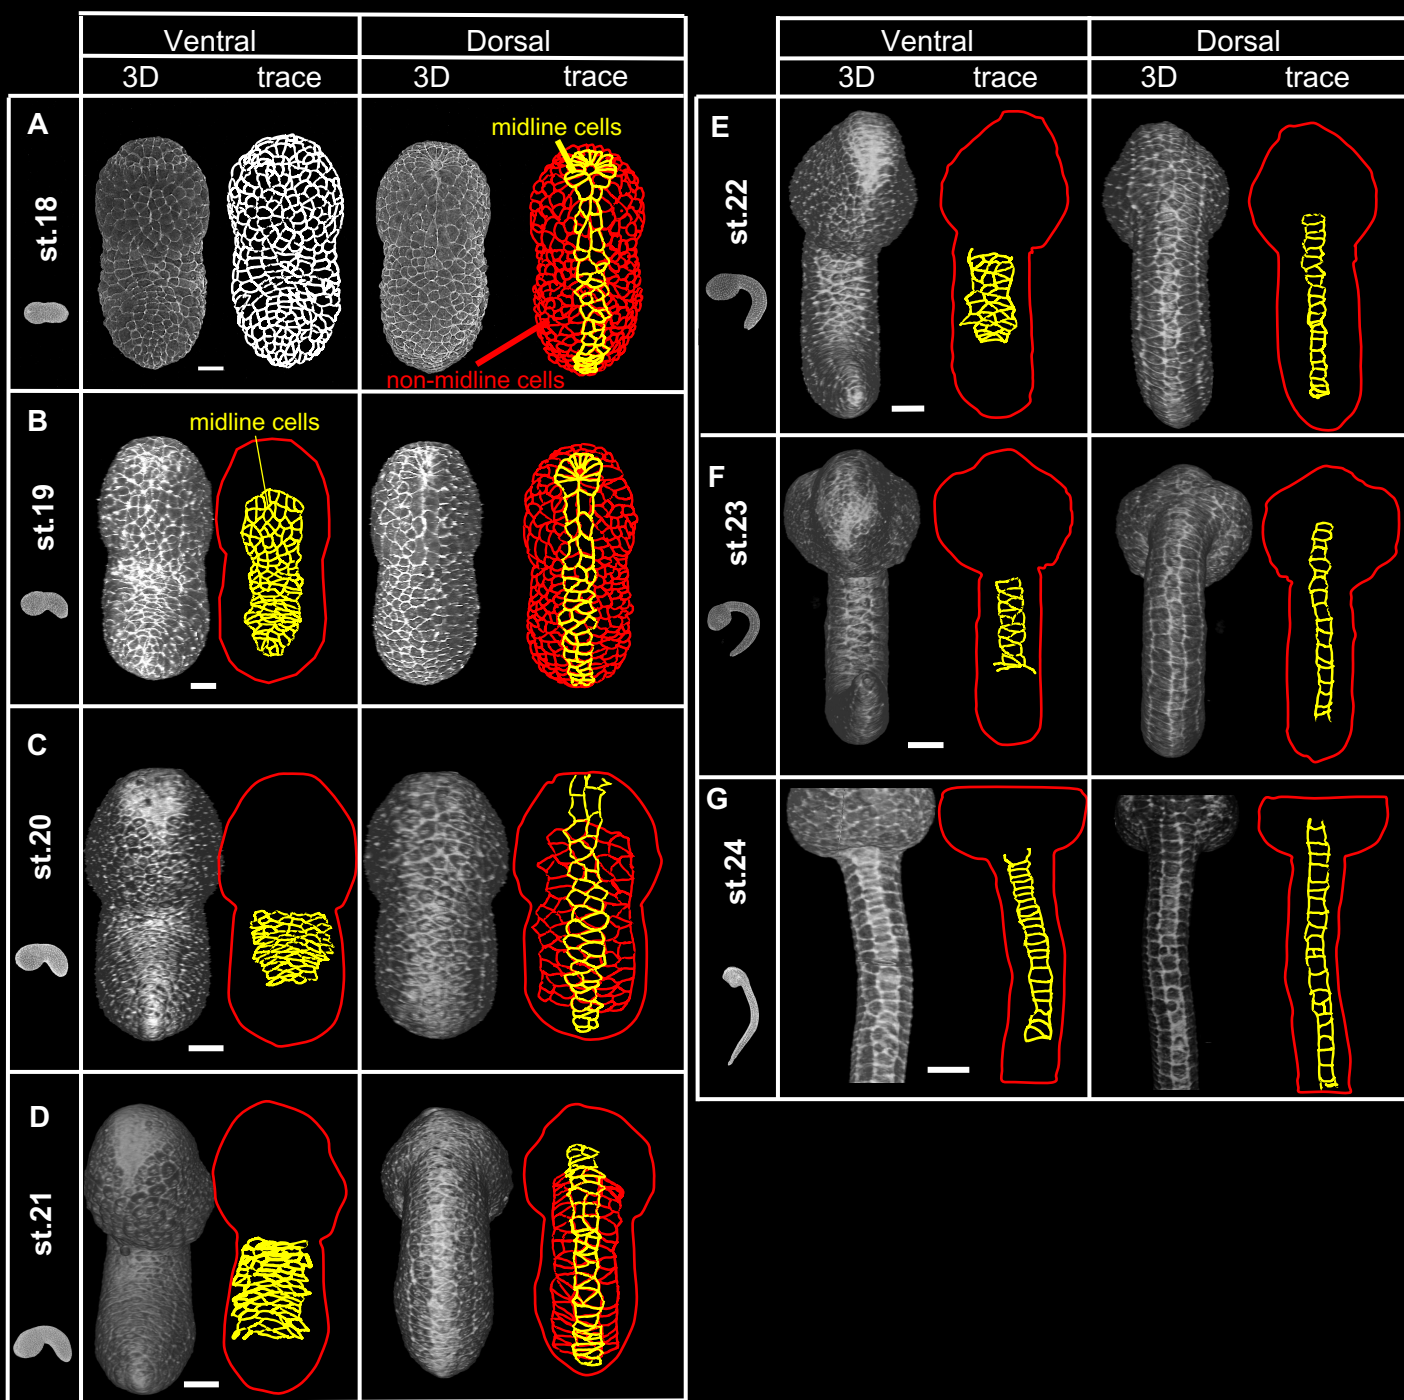 Ventral Dorsal
3D trace 3D trace
A
st.18
midline cells
non-midline cells
B
st.19
midline cells
C
st.20
D
st.21
Ventral Dorsal
3D trace 3D trace
E
st.22
F
st.23
G
st.24